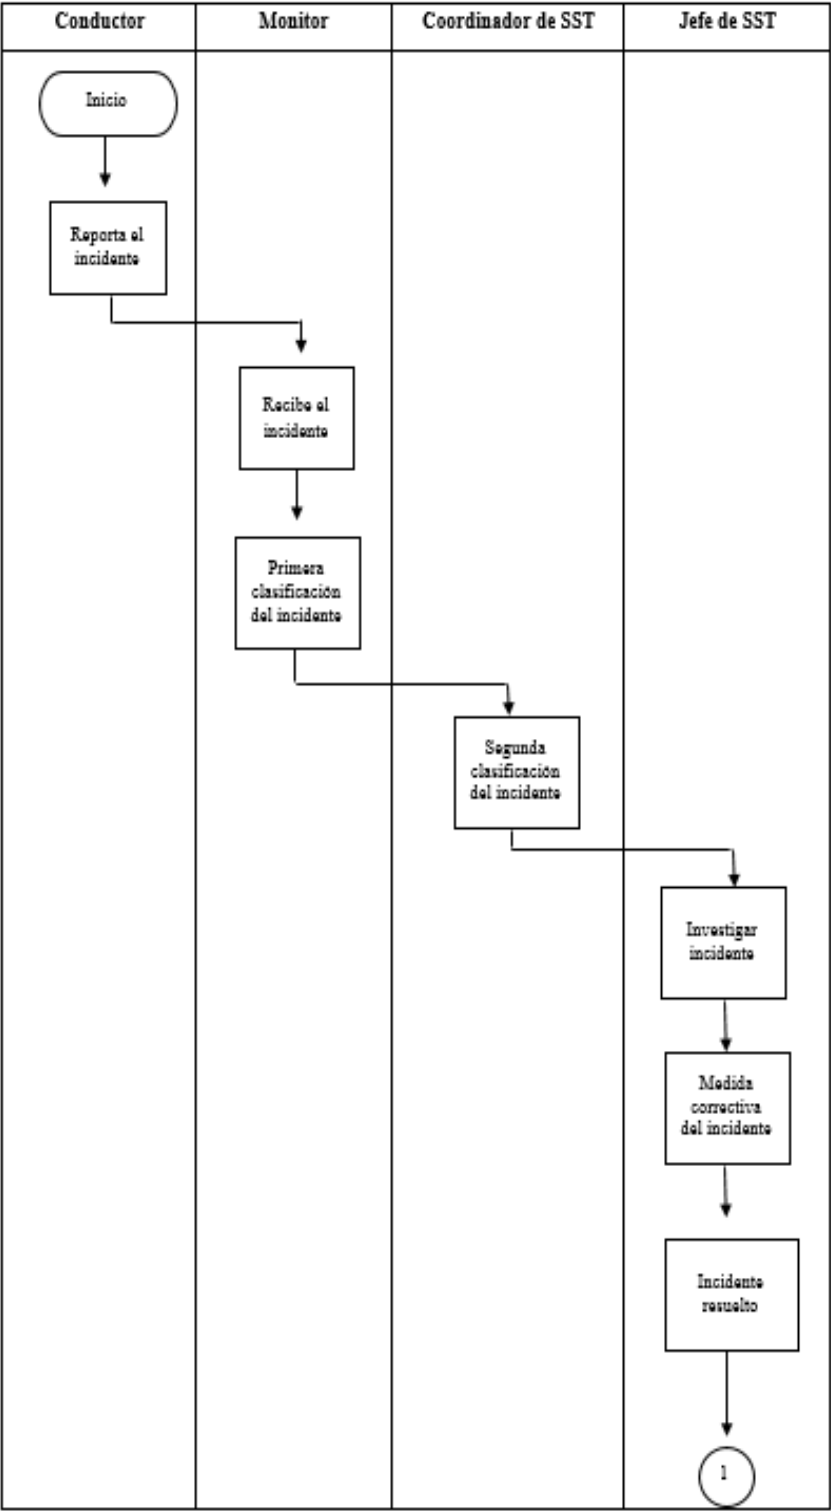 Conductor
Monitor
Coordinador de SST
Jefe de SST
Inicio
Reporta el
incidente
Recibe el
incidente
Primera
clasificación
del incidente
Segunda
clasificación
del incidente
Investigar
incidente
Medida
correctiva
del incidente
Incidente
resuelto
1